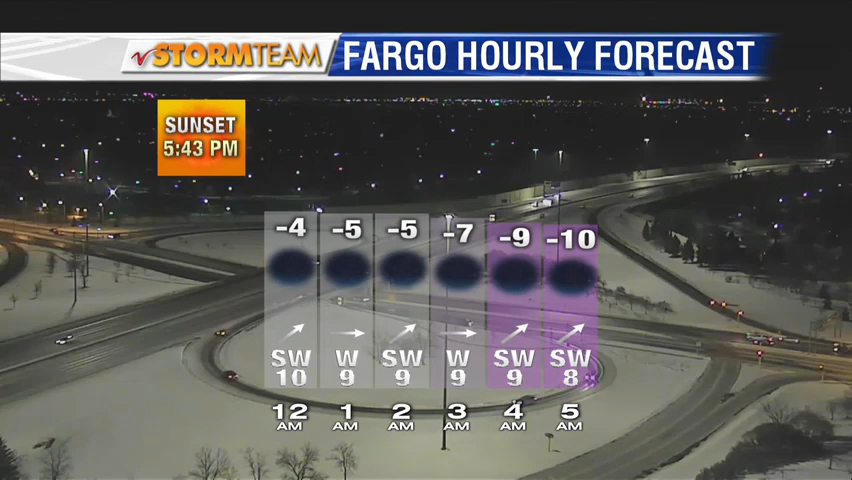 STORMTEAM
FARGO HOURLY FORECAST
SUNSET
5:43 PM
-4 -5 -5 -7 -9 -10
SW W SW W SW SW
10 9 9 9 9 8
12 1 2 3 4 5
AM AM AM AM AM AM